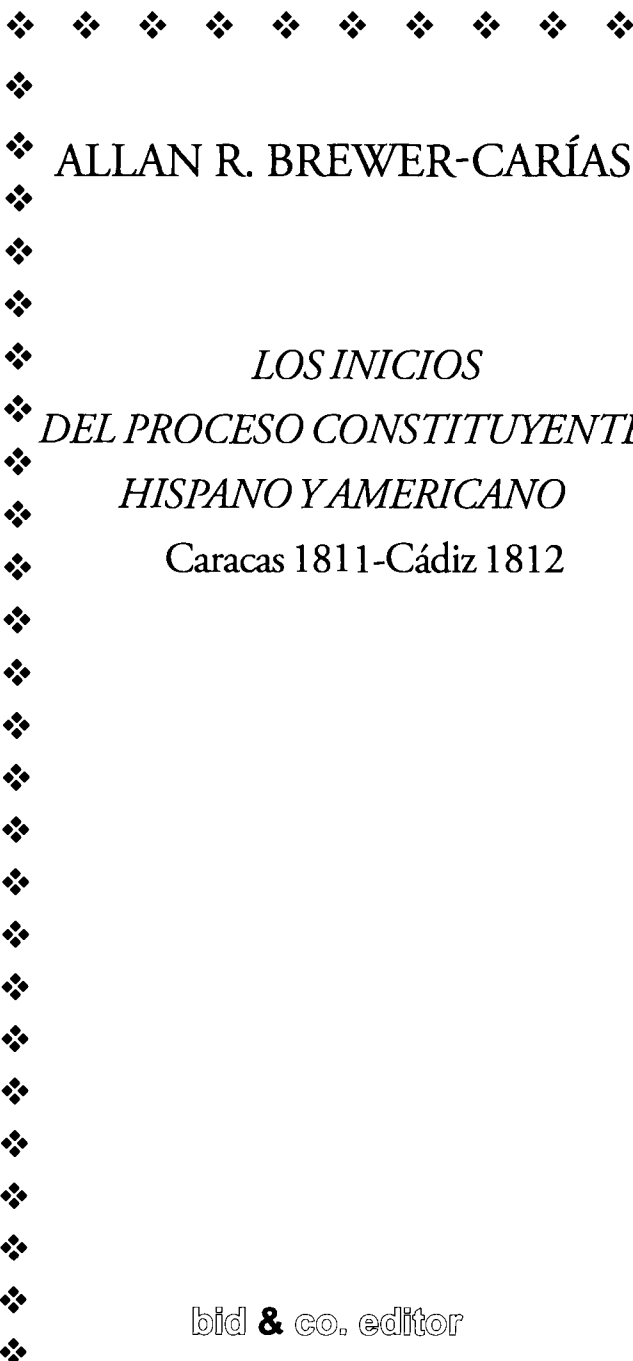 ALLAN R. BREWER-CARÍAS
LOS INICIOS
DEL PROCESO CONSTITUYENTE
HISPANO Y AMERICANO
Caracas 1811-Cádiz 1812
bid & co. editor